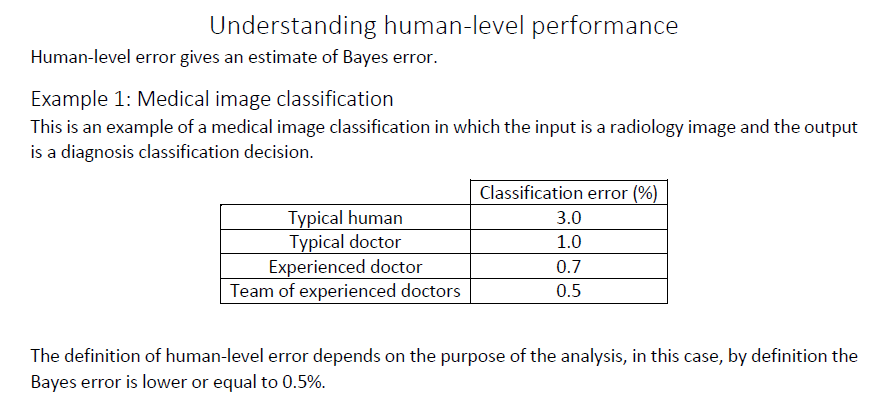 Understanding human-level performance
Human-level error gives an estimate of Bayes error.
Example 1: Medical image classification
This is an example of a medical image classification in which the input is a radiology image and the output
is a diagnosis classification decision.
Classification error (%)
Typical human 3.0
Typical doctor 1.0
Experienced doctor 0.7
Team of experienced doctors 0.5
The definition of human-level error depends on the purpose of the analysis, in this case, by definition the
Bayes error is lower or equal to 0.5%.